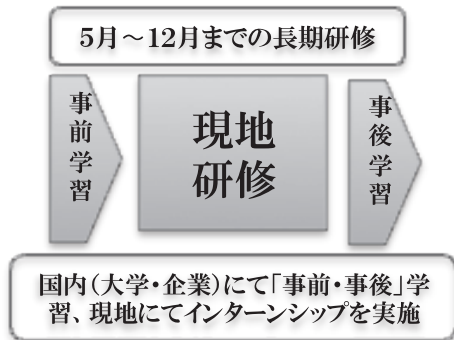 5月～12月までの長期研修
事前学習
現地
研修
事後学習
国内（大学・企業）にて「事前・事後」学
習、現地にてインターンシップを実施